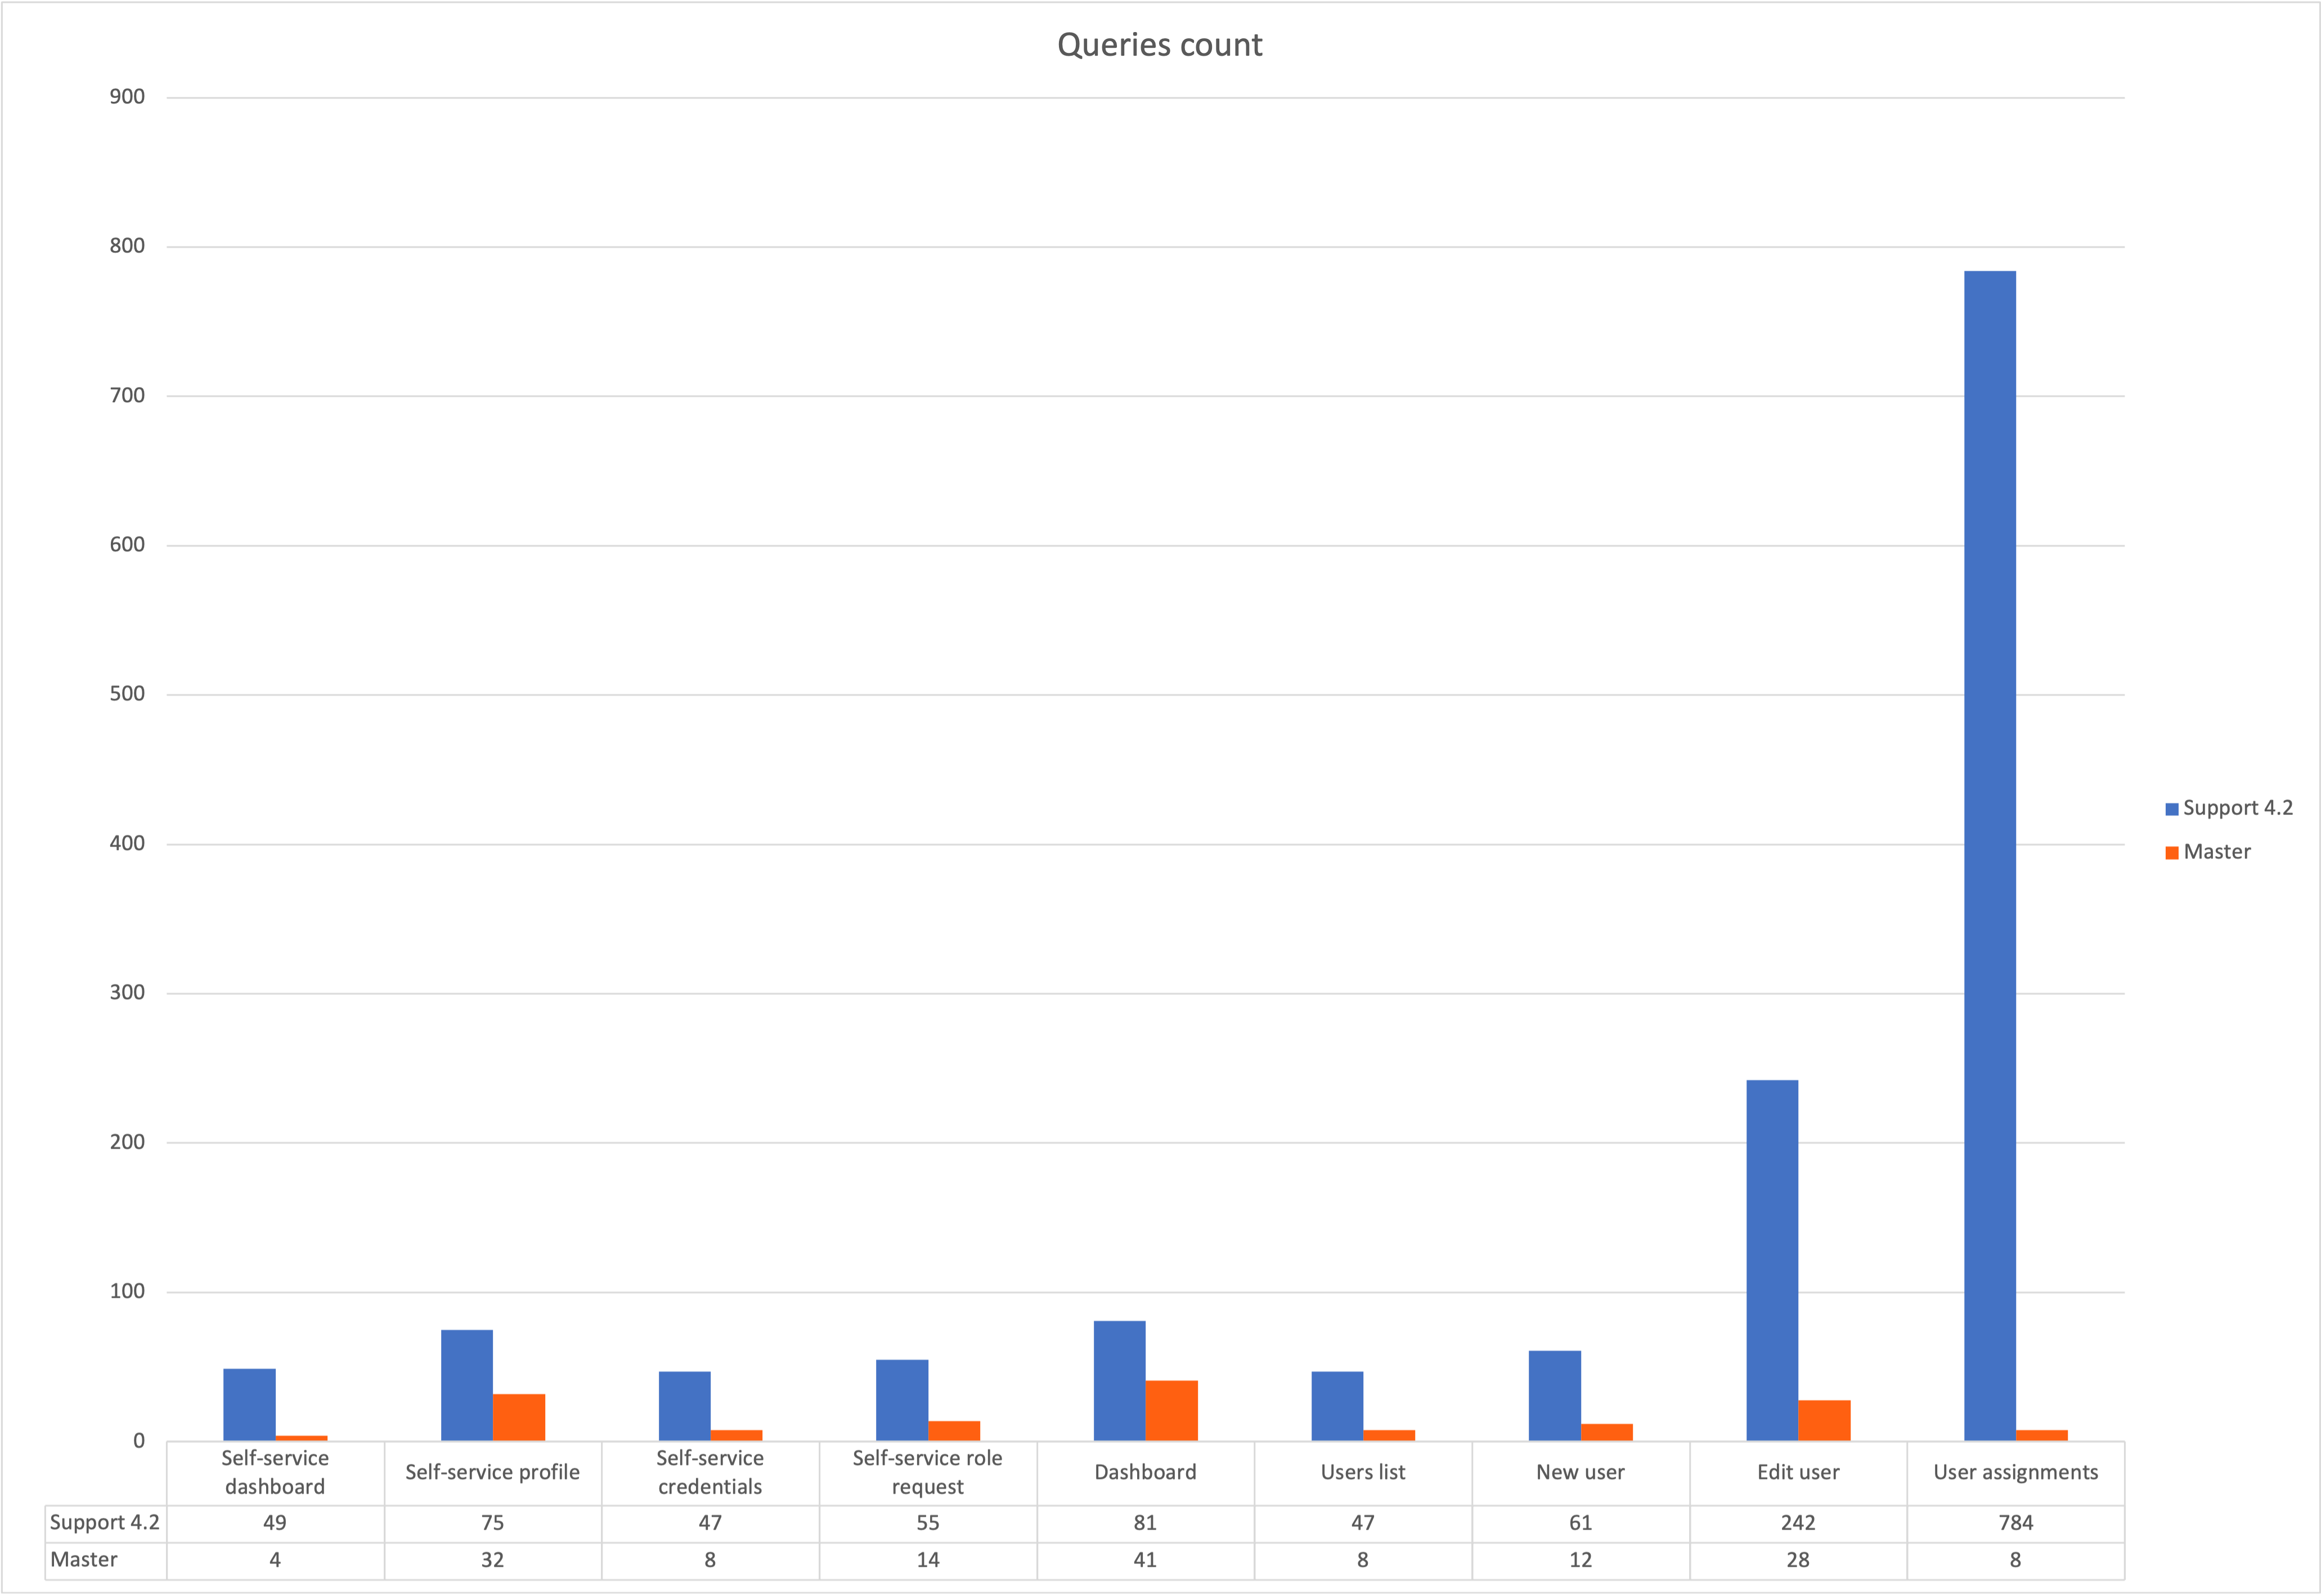 Queries count
900
800
700
600
500
400
300
200
100
0
Support 4.2
Master
Self-service dashboard Self-service profile Self-service credentials Self-service role request Dashboard Users list New user Edit user User assignments
Support 4.2 49 75 47 55 81 47 61 242 784
Master 4 32 8 14 41 8 12 28 8